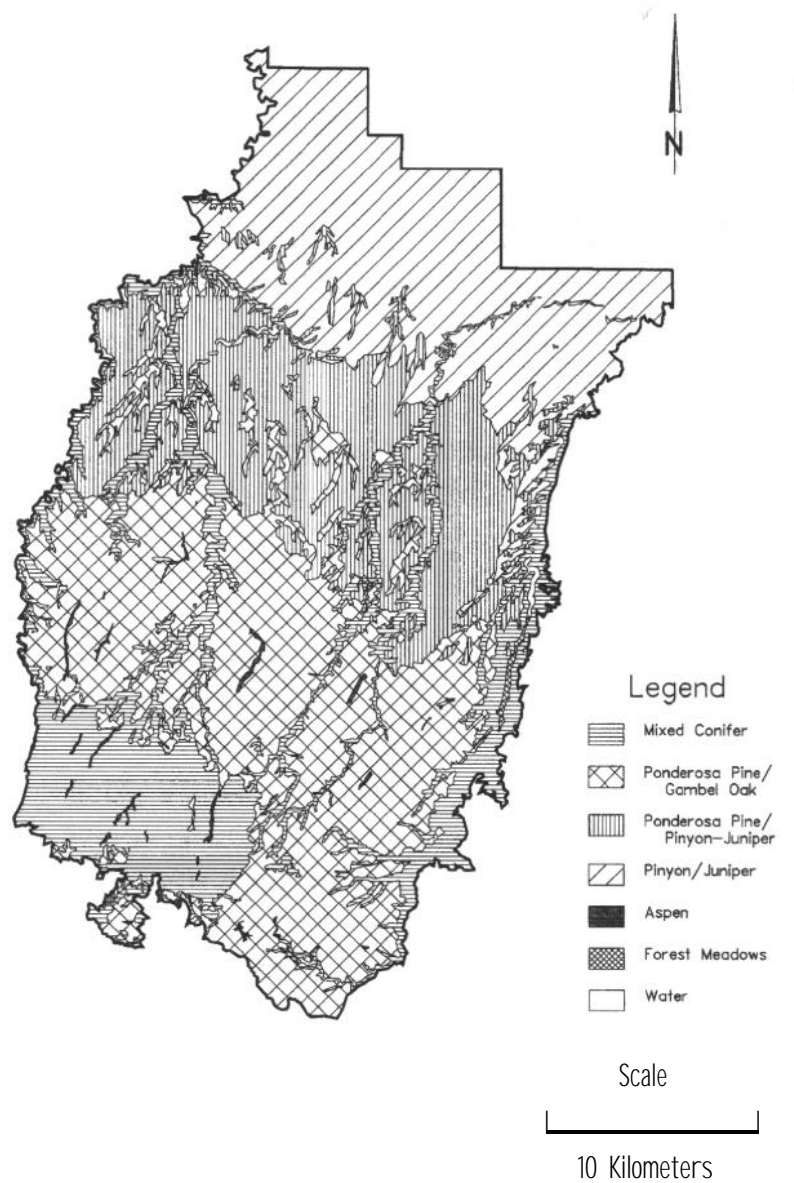 N
Legend
Mixed Conifer
Ponderosa Pine/
Gambel Oak
Ponderosa Pine/
Pinyon-Juniper
Pinyon/Juniper
Aspen
Forest Meadows
Water
Scale
10 Kilometers